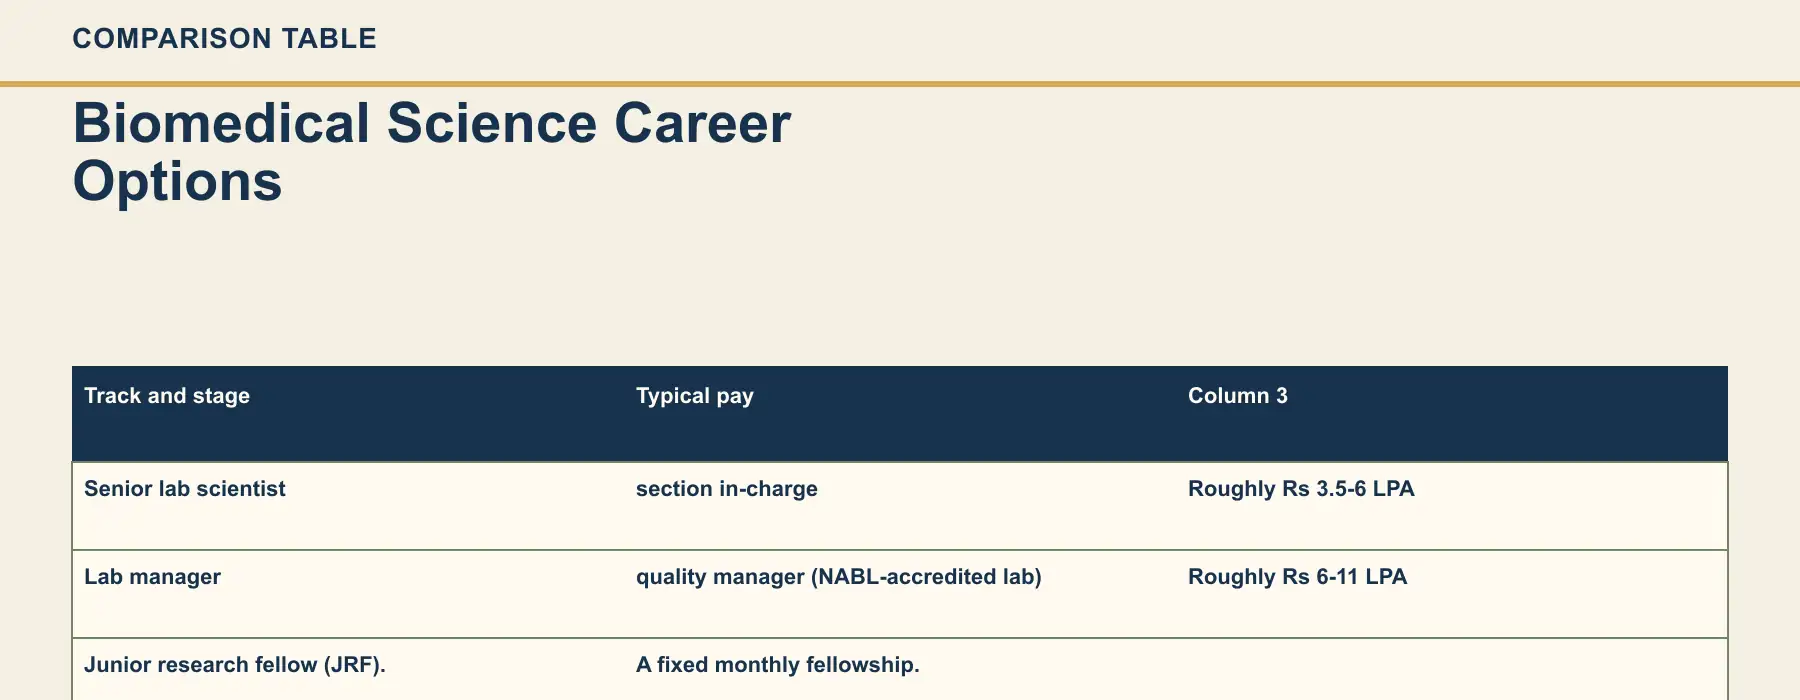 COMPARISON TABLE
Biomedical Science Career
Options
Track and stage Typical pay Column 3
Senior lab scientist section in-charge Roughly Rs 3.5-6 LPA
Lab manager quality manager (NABL-accredited lab) Roughly Rs 6-11 LPA
Junior research fellow (JRF). A fixed monthly fellowship.